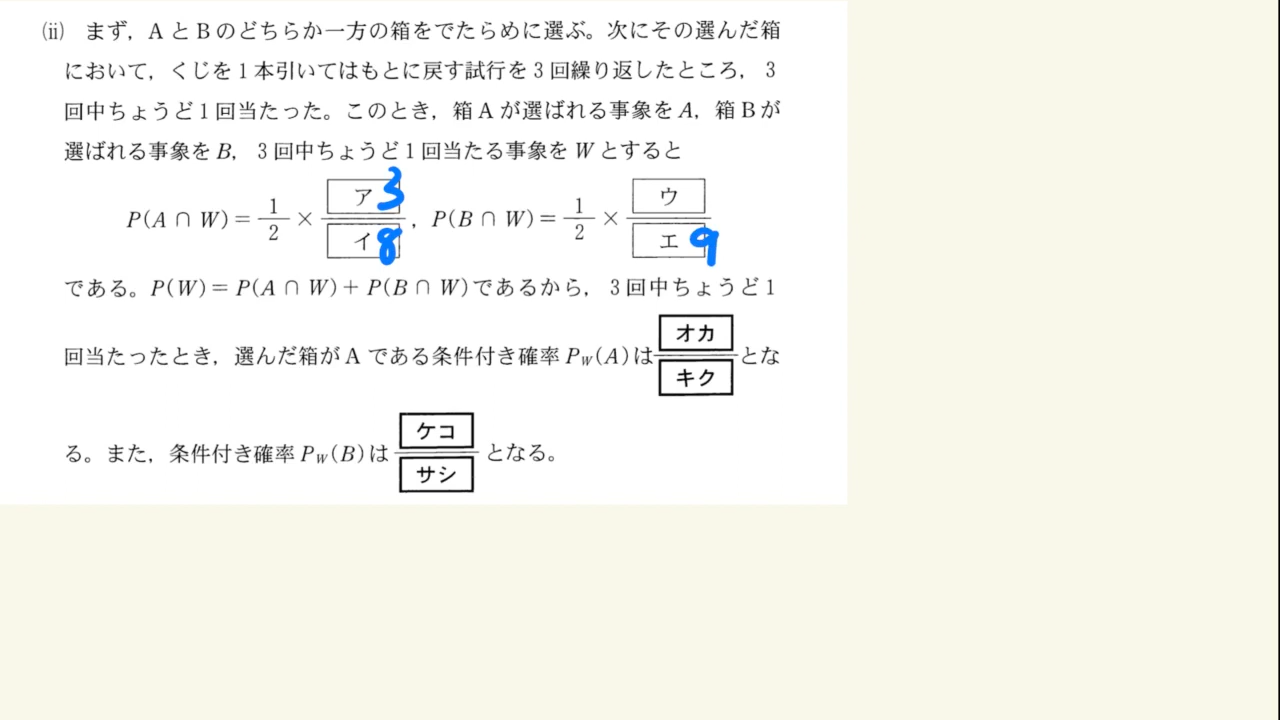 (ii) まず，AとBのどちらか一方の箱をでたらめに選ぶ。次にその選んだ箱
において，くじを1本引いてはもとに戻す試行を3回繰り返したところ，3
回中ちょうど1回当たった。このとき，箱Aが選ばれる事象をA，箱Bが
選ばれる事象をB，3回中ちょうど1回当たる事象をWとすると
P(A ∩ W) = 1/2 × ア 3/イ 8，P(B ∩ W) = 1/2 × ウ/エ 9
である。P(W) = P(A ∩ W) + P(B ∩ W)であるから，3回中ちょうど1
回当たったとき，選んだ箱がAである条件付き確率 P_W(A)は オカ/キク とな
る。また，条件付き確率 P_W(B)は ケコ/サシ となる。